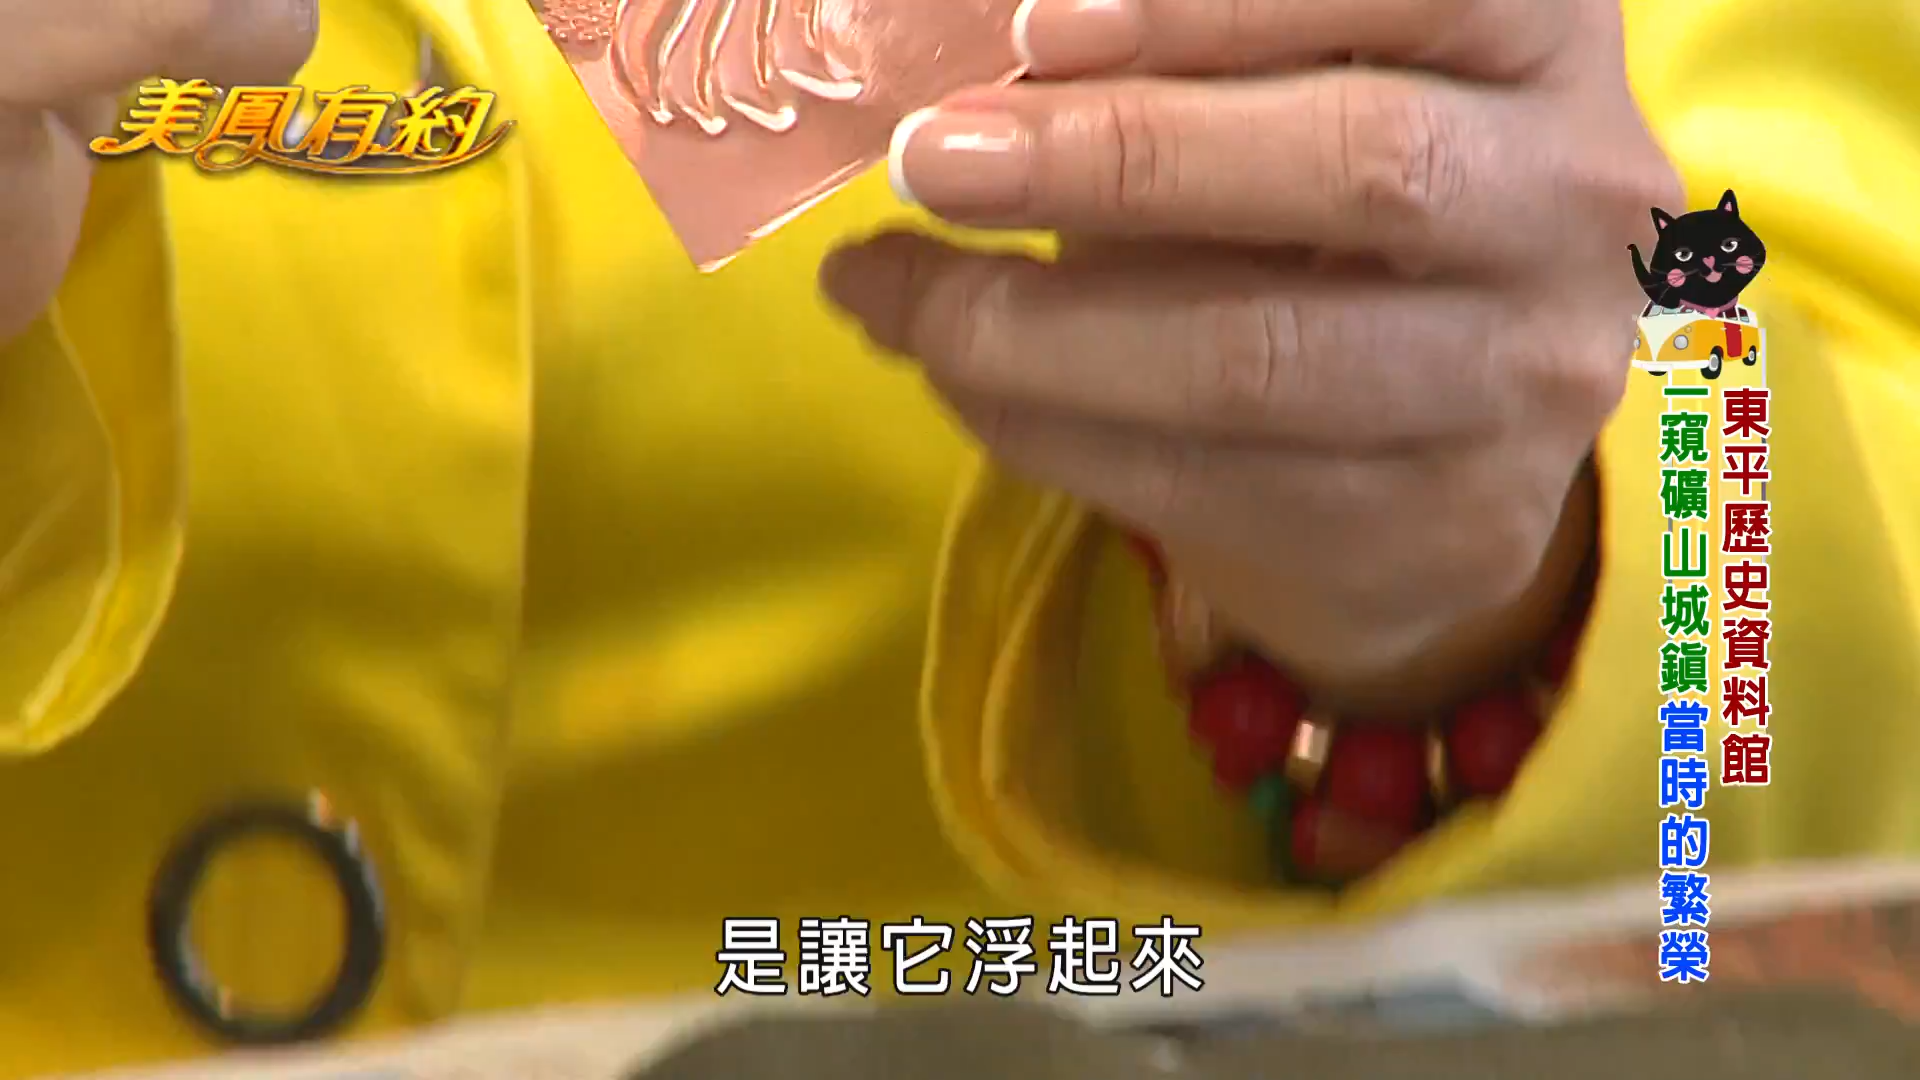 美鳳有約
東平歷史資料館
一窺礦山城鎮當時的繁榮
是讓它浮起來